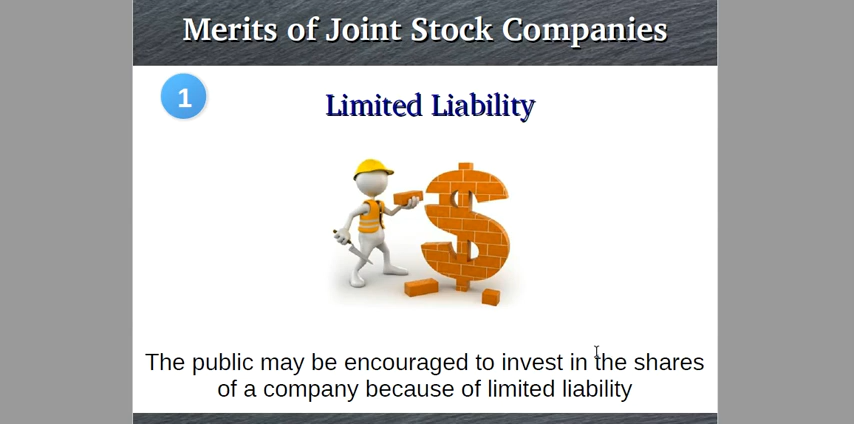 Merits of Joint Stock Companies
1
Limited Liability
The public may be encouraged to invest in the shares
of a company because of limited liability